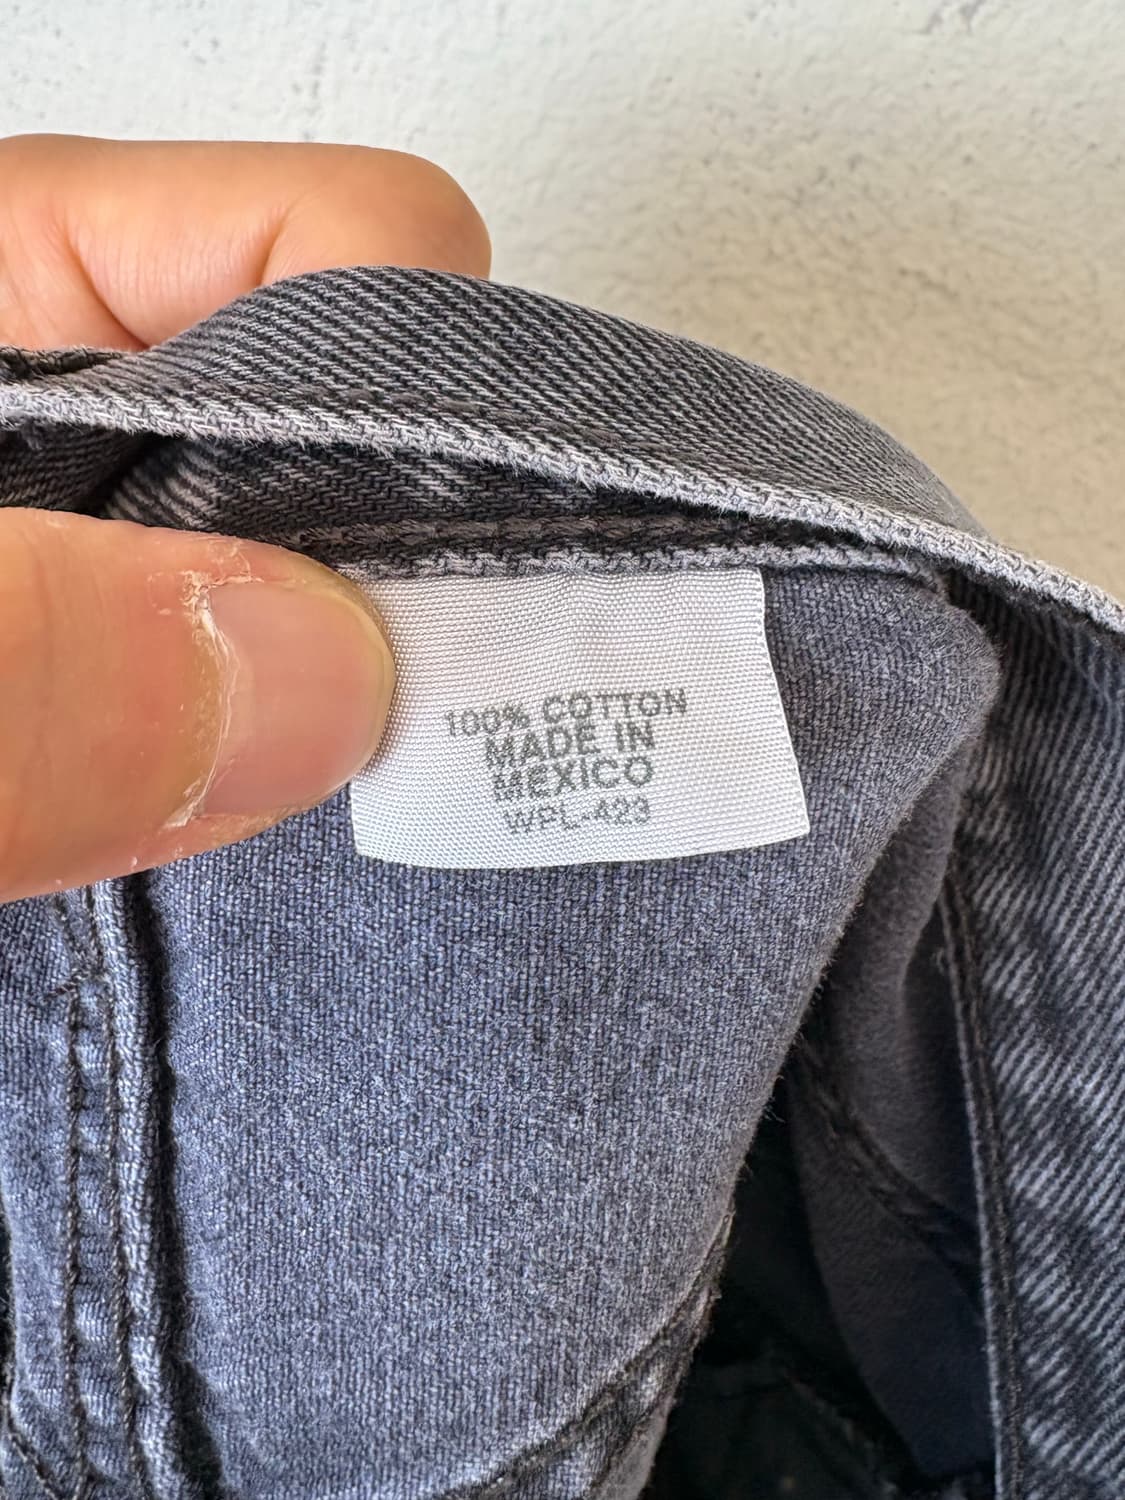 100% COTTON
MADE IN
MEXICO
WPL-423